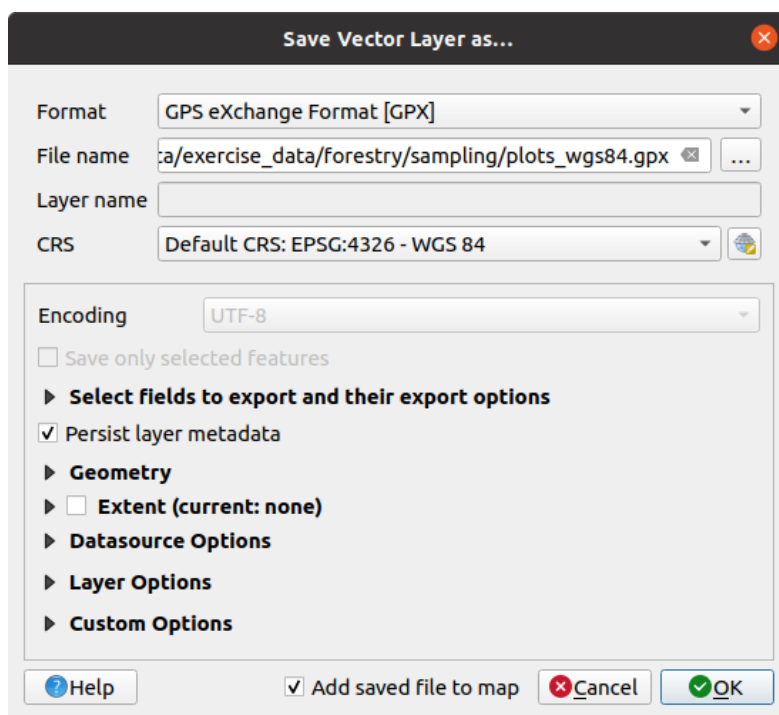 Save Vector Layer as...
Format GPS eXchange Format [GPX]
File name ta/exercise_data/forestry/sampling/plots_wgs84.gpx ...
Layer name
CRS Default CRS: EPSG:4326 - WGS 84
Encoding UTF-8
Save only selected features
Select fields to export and their export options
Persist layer metadata
Geometry
Extent (current: none)
Datasource Options
Layer Options
Custom Options
Help Add saved file to map Cancel OK